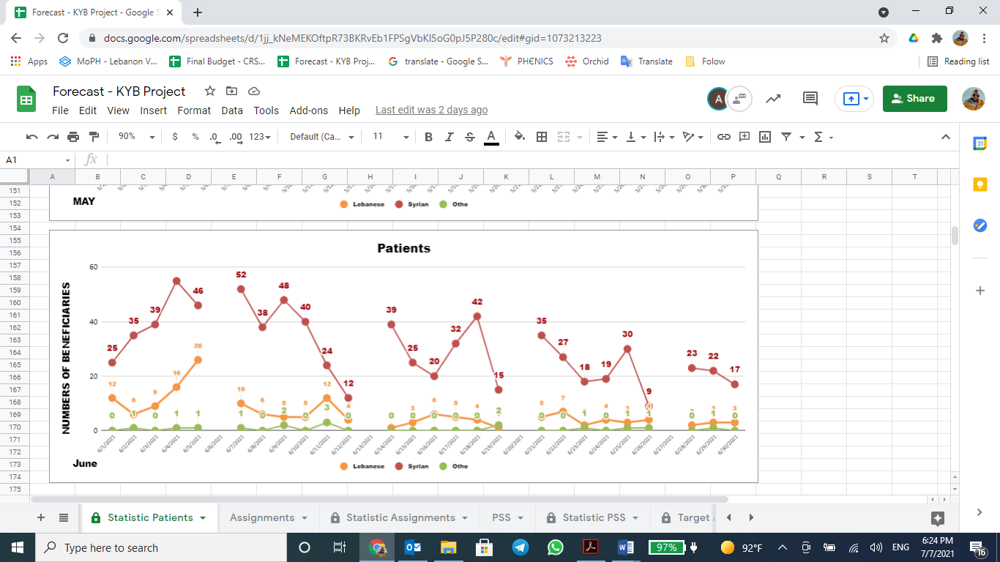 Forecast - KYB Project - Google S
docs.google.com/spreadsheets/d/1jj_kNeMEKOftpR73BKRvEb1FPSgVbKI5oG0pJ5P280c/edit#gid=1073213223
Apps MoPH - Lebanon V... Final Budget - CRS... Forecast - KYB Proj... translate - Google S... PHЄNICS Orchid Translate Folow Reading list
Forecast - KYB Project
A
Share
File Edit View Insert Format Data Tools Add-ons Help Last edit was 2 days ago
90% $ % .0 .00 123 Default (Ca... 11 B I S A
31
A1 fx
A B C D E F G H I J K L M N O P Q R S T
151
152 MAY Lebanese Syrian Othe
153
154
155
156 Patients
157 60
158 52
159 46 48
160 39 40 39 42
161 40 35 38 35
162 32 30
163 25 26 24 25 27
164 20 23 22
165 20 16 15 18 19 17
166 12 12 12
167 9 10 9
168 6 6 5 5 4 3 6 5 4 5 7 4 3 4 3 3
169 0 1 0 1 1 1 0 2 0 3 0 0 0 0 0 0 2 0 0 1 0 1 1 0 1 0
170 0
NUMBERS OF BENEFICIARIES
171 6/1/2021 6/2/2021 6/3/2021 6/4/2021 6/5/2021 6/6/2021 6/7/2021 6/8/2021 6/9/2021 6/10/2021 6/11/2021 6/12/2021 6/13/2021 6/14/2021 6/15/2021 6/16/2021 6/17/2021 6/18/2021 6/19/2021 6/20/2021 6/21/2021 6/22/2021 6/23/2021 6/24/2021 6/25/2021 6/26/2021 6/27/2021 6/28/2021 6/29/2021 6/30/2021
172
173 June Lebanese Syrian Othe
174
175
Statistic Patients Assignments Statistic Assignments PSS Statistic PSS Target
Type here to search 97% 92°F ENG 6:24 PM
7/7/2021 16